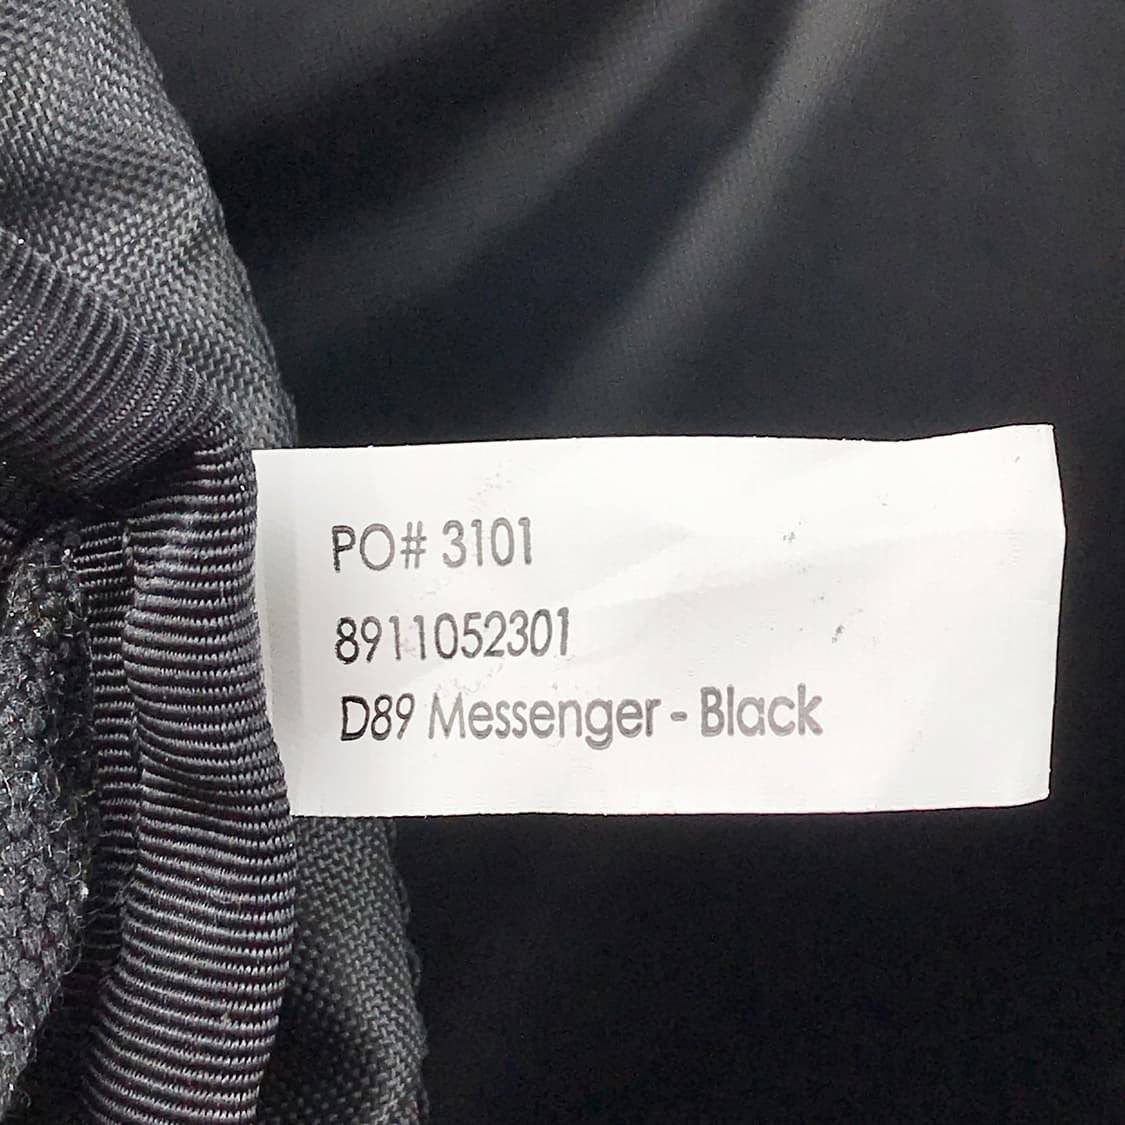 PO# 3101
8911052301
D89 Messenger - Black